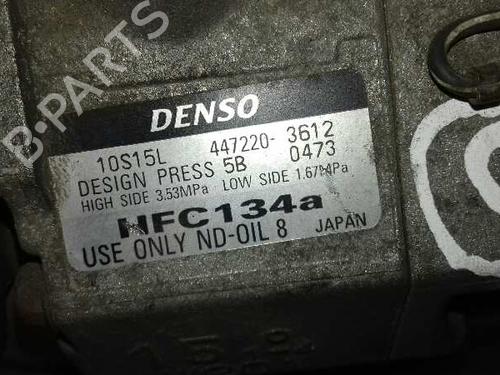 B-PARTS
DENSO
10S15L 447220-3612
DESIGN PRESS 5B 0473
HIGH SIDE 3.53MPa LOW SIDE 1.67MPa
HFC134a
USE ONLY ND-OIL 8 JAPAN